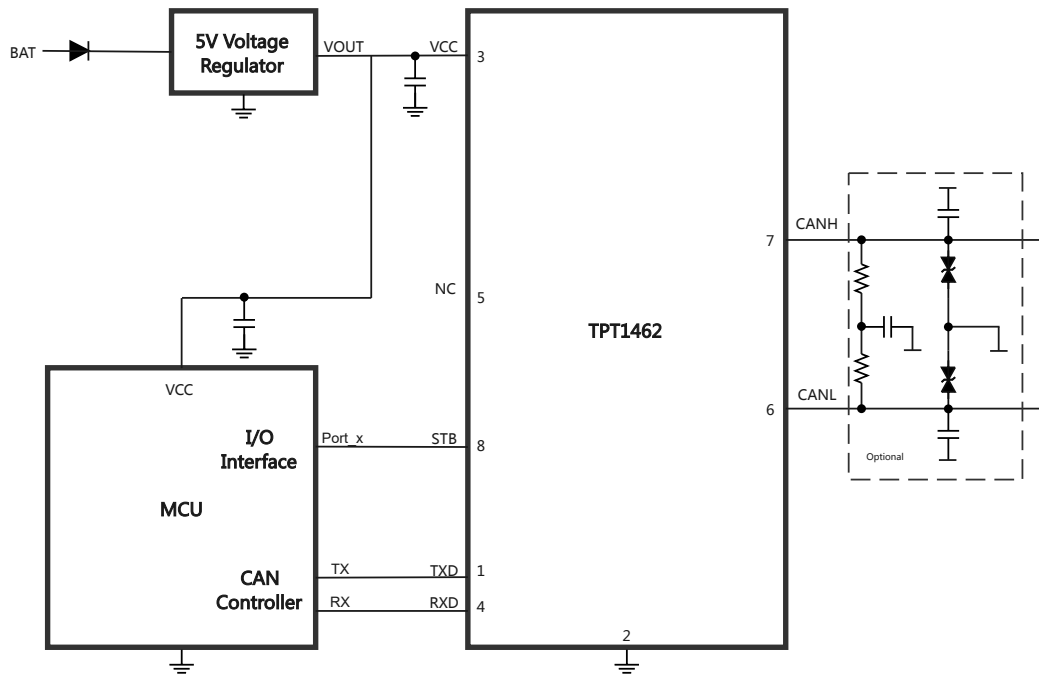 BAT
5V Voltage
Regulator
VOUT
VCC
3
CANH
7
NC
5
TPT1462
VCC
CANL
6
I/O
Interface
Port_x
STB
8
Optional
MCU
CAN
Controller
TX
TXD
1
RX
RXD
4
2